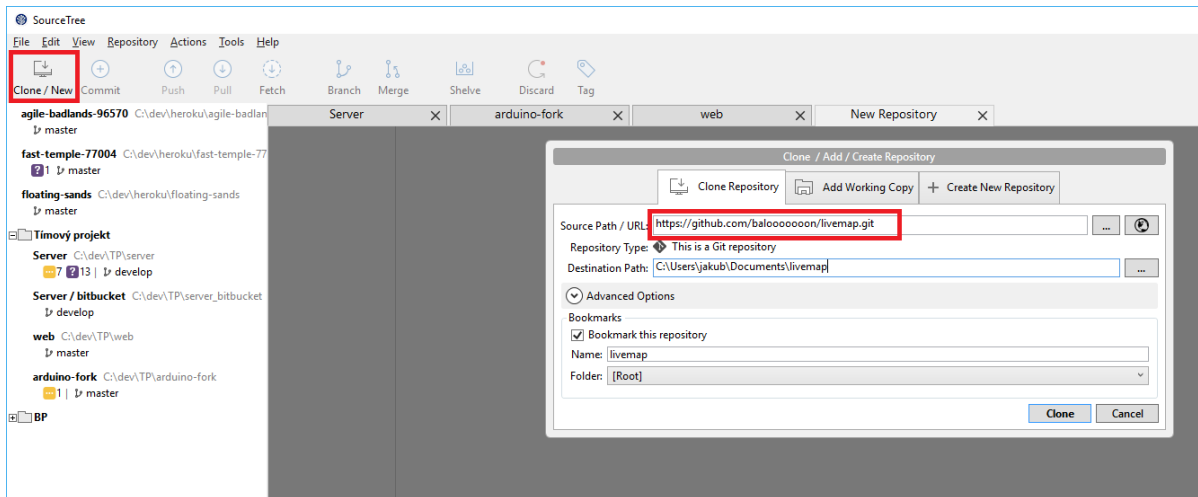 SourceTree
File Edit View Repository Actions Tools Help
Clone / New Commit Push Pull Fetch Branch Merge Shelve Discard Tag
agile-badlands-96570 C:\dev\heroku\agile-badlan
master
fast-temple-77004 C:\dev\heroku\fast-temple-77
? 1 master
floating-sands C:\dev\heroku\floating-sands
master
Tímový projekt
Server C:\dev\TP\server
... 7 ? 13 | develop
Server / bitbucket C:\dev\TP\server_bitbucket
develop
web C:\dev\TP\web
master
arduino-fork C:\dev\TP\arduino-fork
... 1 | master
BP
Server arduino-fork web New Repository
Clone / Add / Create Repository
Clone Repository Add Working Copy + Create New Repository
Source Path / URL: https://github.com/ ...
Repository Type: This is a Git repository
Destination Path: C:\Users\jakub\Documents\livemap ...
Advanced Options
Bookmarks
Bookmark this repository
Name: livemap
Folder: [Root]
Clone Cancel